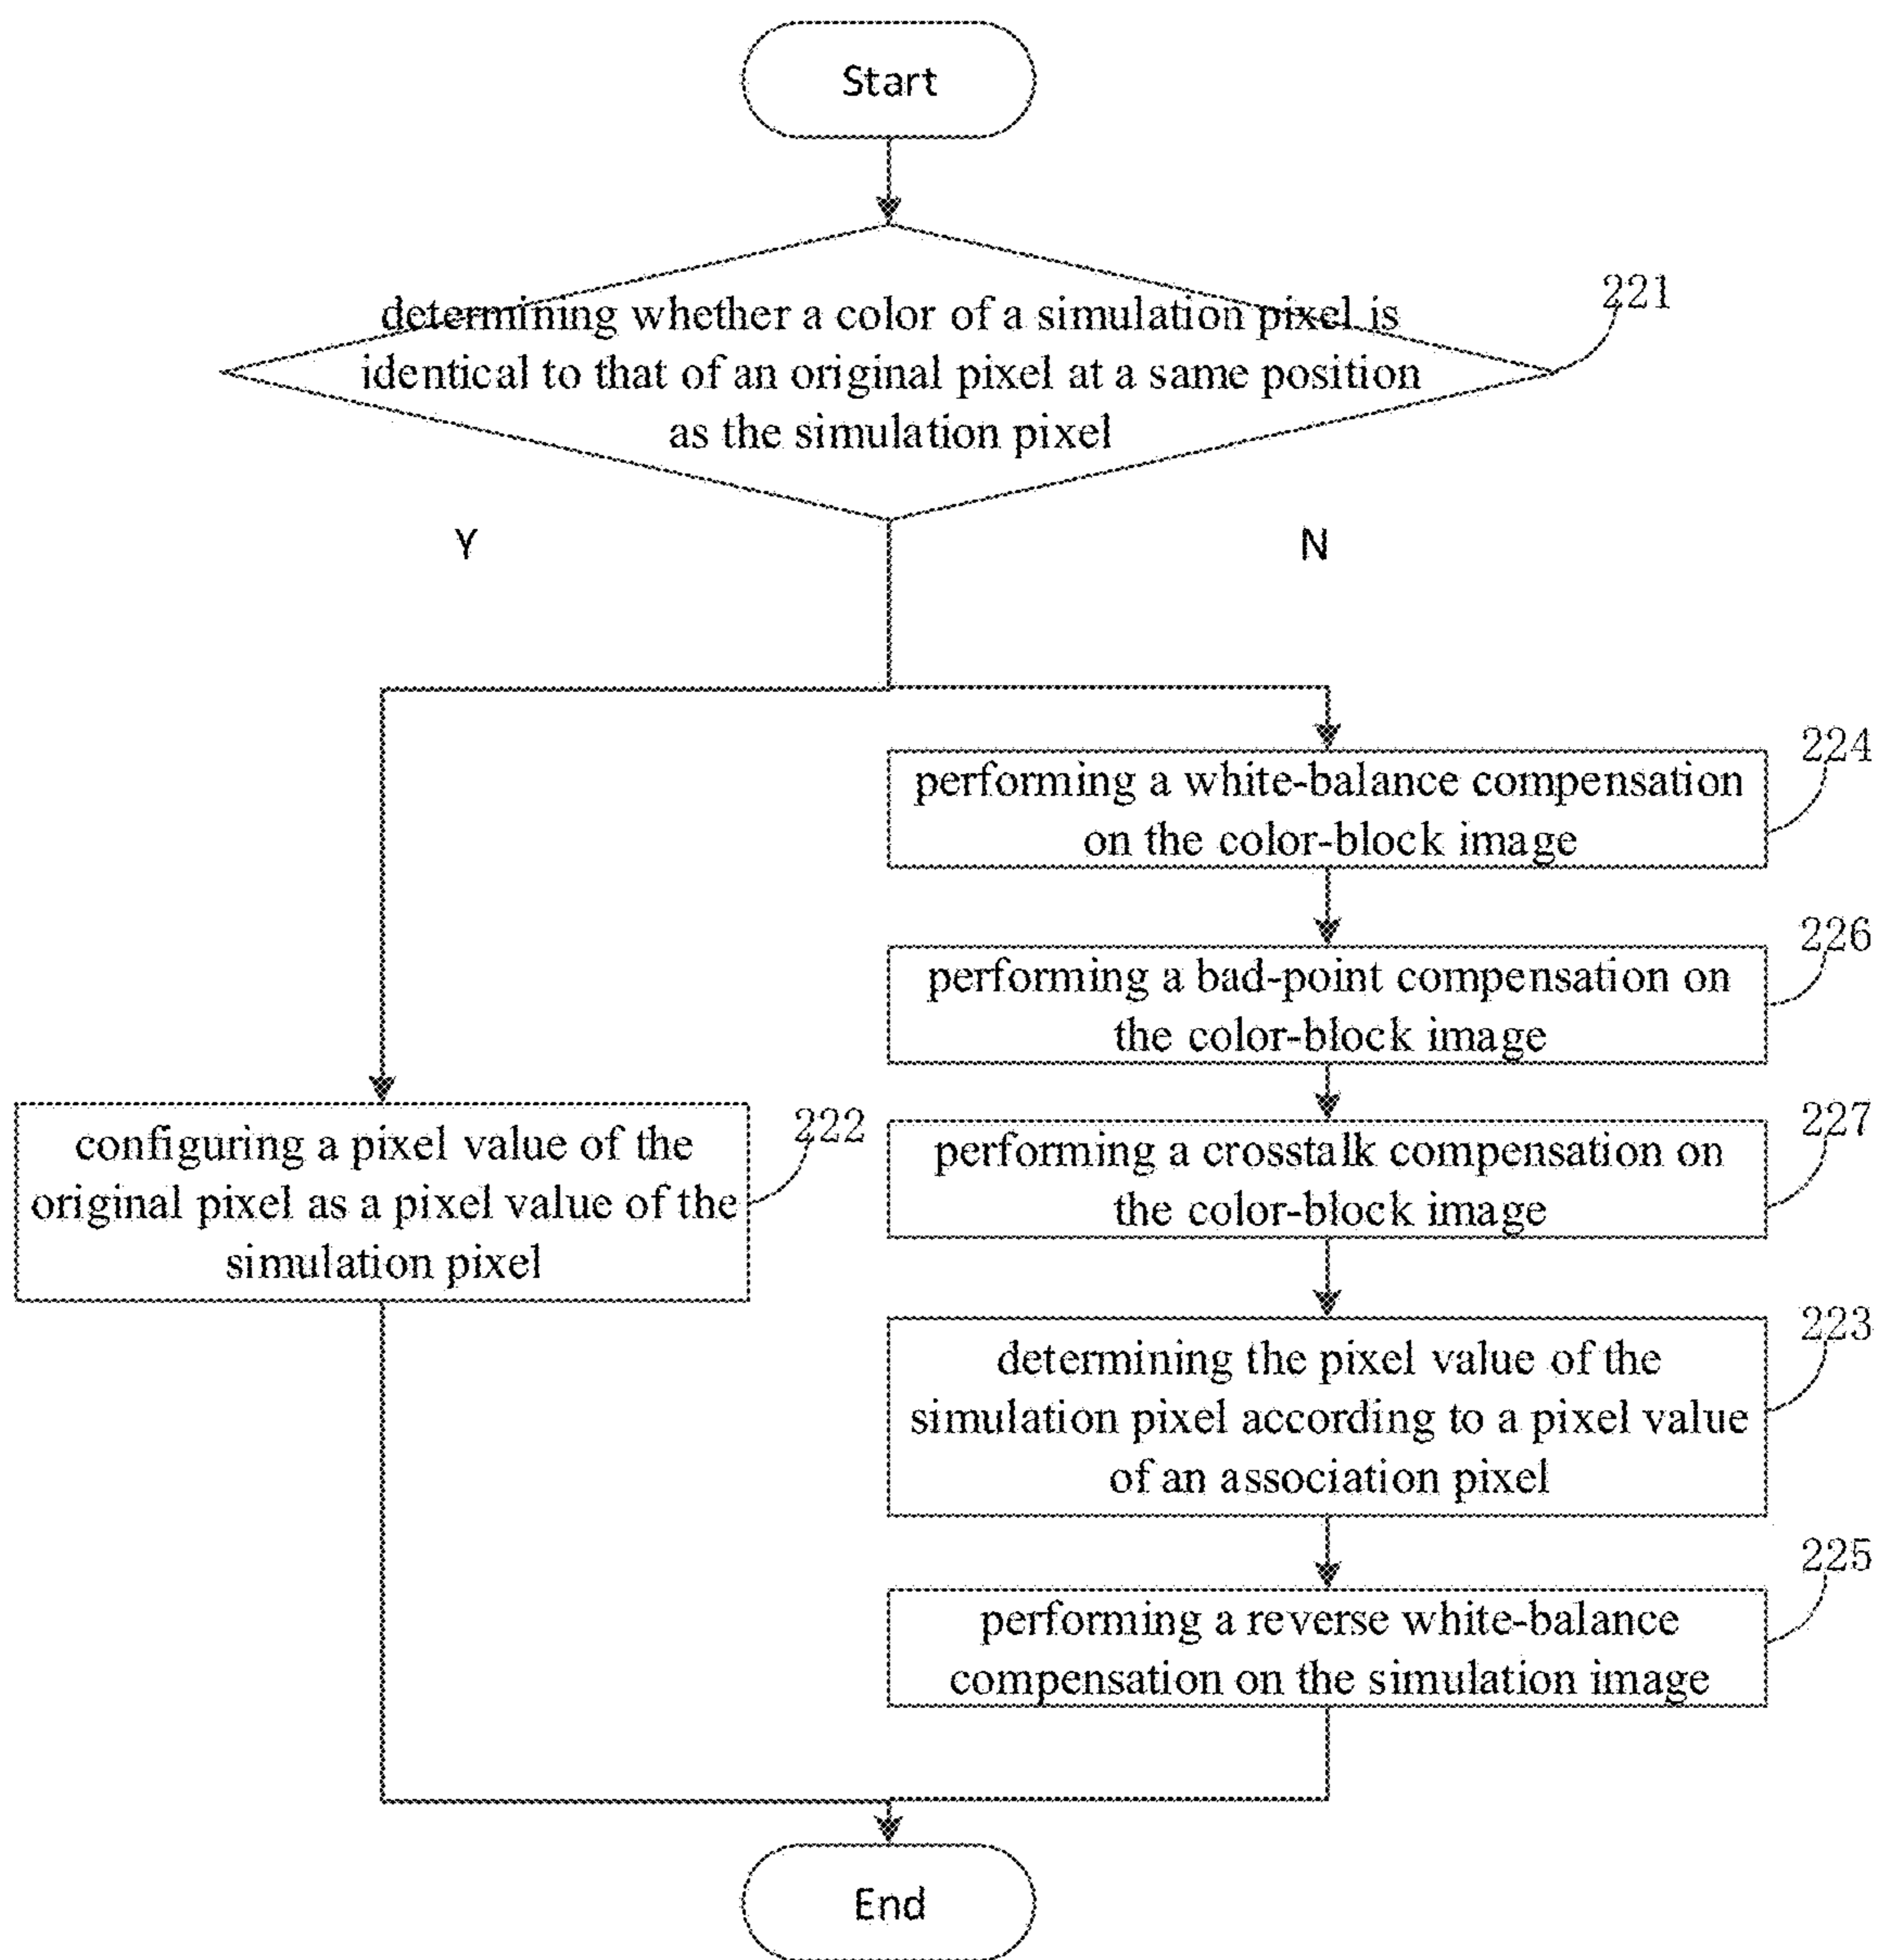 Start
determining whether a color of a simulation pixel is
identical to that of an original pixel at a same position
as the simulation pixel
221
Y
N
performing a white-balance compensation
on the color-block image
224
performing a bad-point compensation on
the color-block image
226
configuring a pixel value of the
original pixel as a pixel value of the
simulation pixel
222
performing a crosstalk compensation on
the color-block image
227
determining the pixel value of the
simulation pixel according to a pixel value
of an association pixel
223
performing a reverse white-balance
compensation on the simulation image
225
End